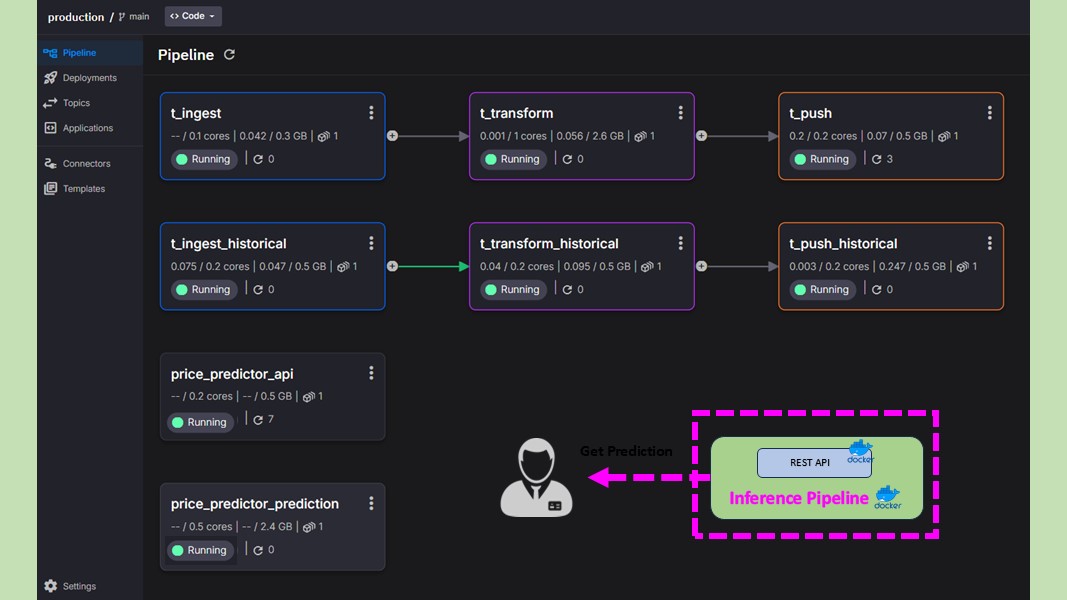 production / main <> Code
Pipeline
Deployments
Topics
Applications
Connectors
Templates
Settings
Pipeline
t_ingest
-- / 0.1 cores | 0.042 / 0.3 GB | 1
Running | 0
t_transform
0.001 / 1 cores | 0.056 / 2.6 GB | 1
Running | 0
t_push
0.2 / 0.2 cores | 0.07 / 0.5 GB | 1
Running | 3
t_ingest_historical
0.075 / 0.2 cores | 0.047 / 0.5 GB | 1
Running | 0
t_transform_historical
0.04 / 0.2 cores | 0.095 / 0.5 GB | 1
Running | 0
t_push_historical
0.003 / 0.2 cores | 0.247 / 0.5 GB | 1
Running | 0
price_predictor_api
-- / 0.2 cores | -- / 0.5 GB | 1
Running | 7
price_predictor_prediction
-- / 0.5 cores | -- / 2.4 GB | 1
Running | 0
Get Prediction
REST API
docker
Inference Pipeline
docker